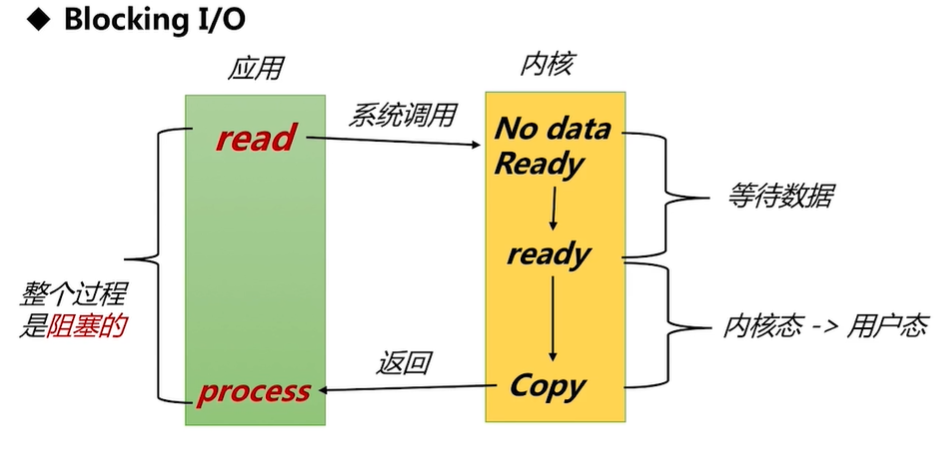 ◆ Blocking I/O
应用
内核
read
系统调用
No data
Ready
等待数据
ready
整个过程
是阻塞的
内核态 -> 用户态
返回
process
Copy